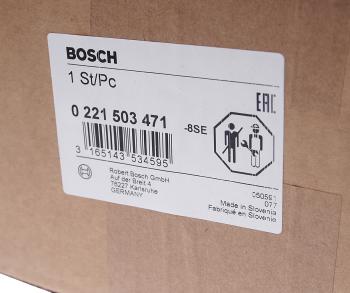 BOSCH
1 St/Pc
0 221 503 471
-8SE
EAC
3 165143 534595
Robert Bosch GmbH
Auf der Breit 4
76227 Karlsruhe
GERMANY
077
Made in Slovenia
Fabriqué en Slovénie